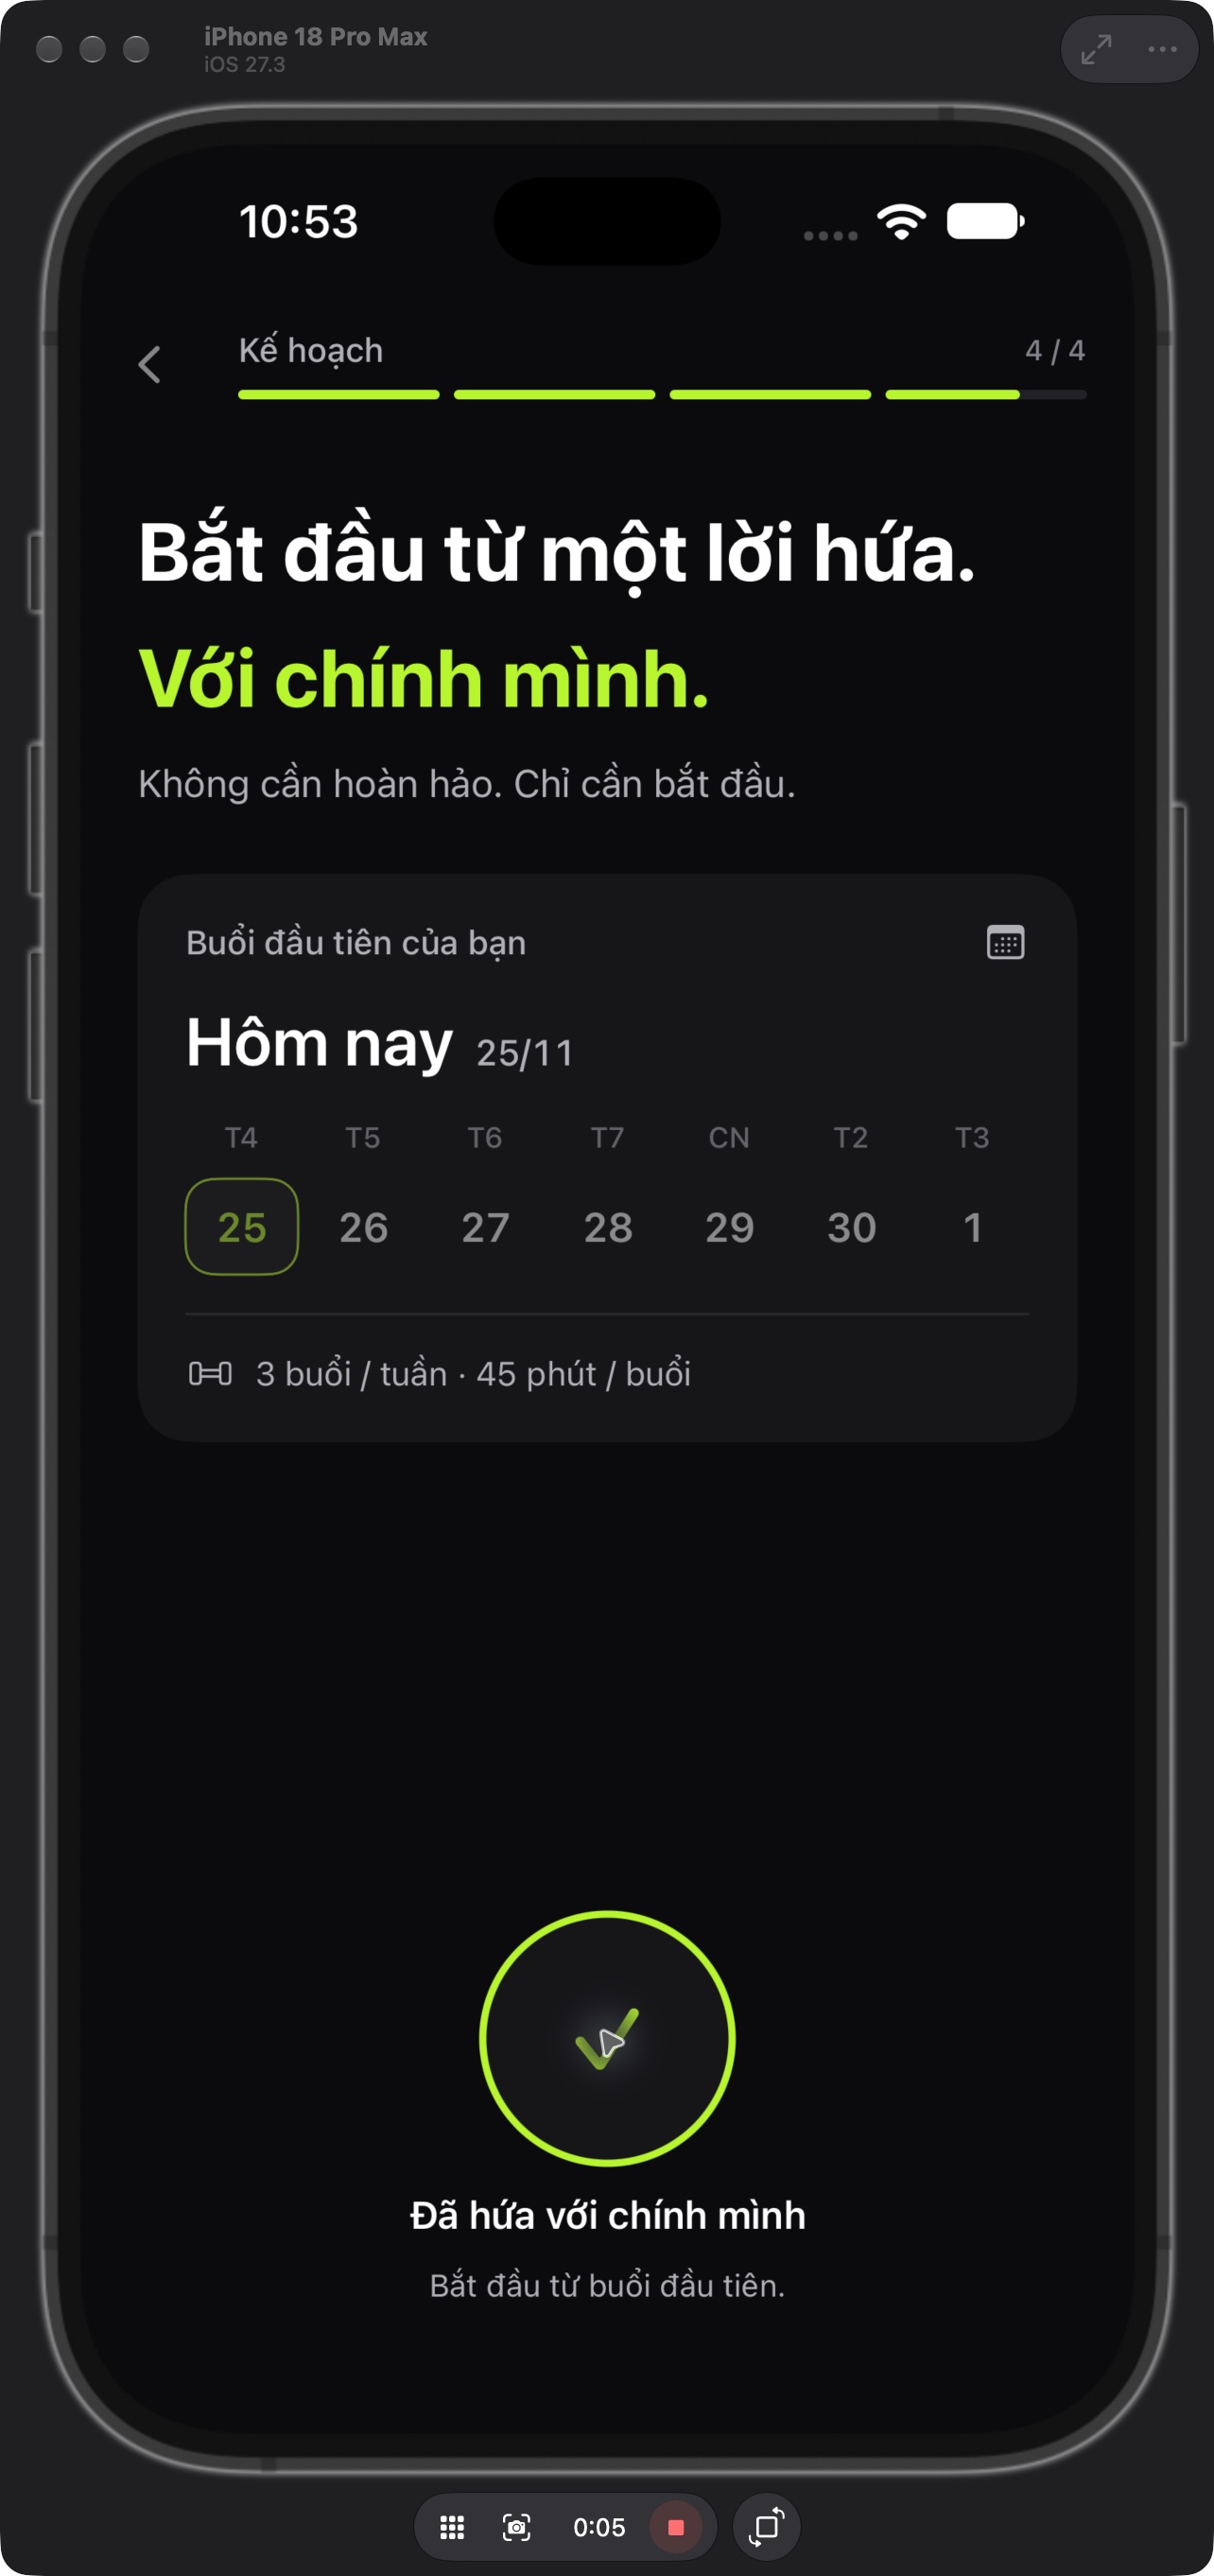 iPhone 18 Pro Max
iOS 27.3
10:53
Kế hoạch
4 / 4
Bắt đầu từ một lời hứa.
Với chính mình.
Không cần hoàn hảo. Chỉ cần bắt đầu.
Buổi đầu tiên của bạn
Hôm nay 25/11
T4 T5 T6 T7 CN T2 T3
25 26 27 28 29 30 1
3 buổi / tuần · 45 phút / buổi
Đã hứa với chính mình
Bắt đầu từ buổi đầu tiên.
0:05